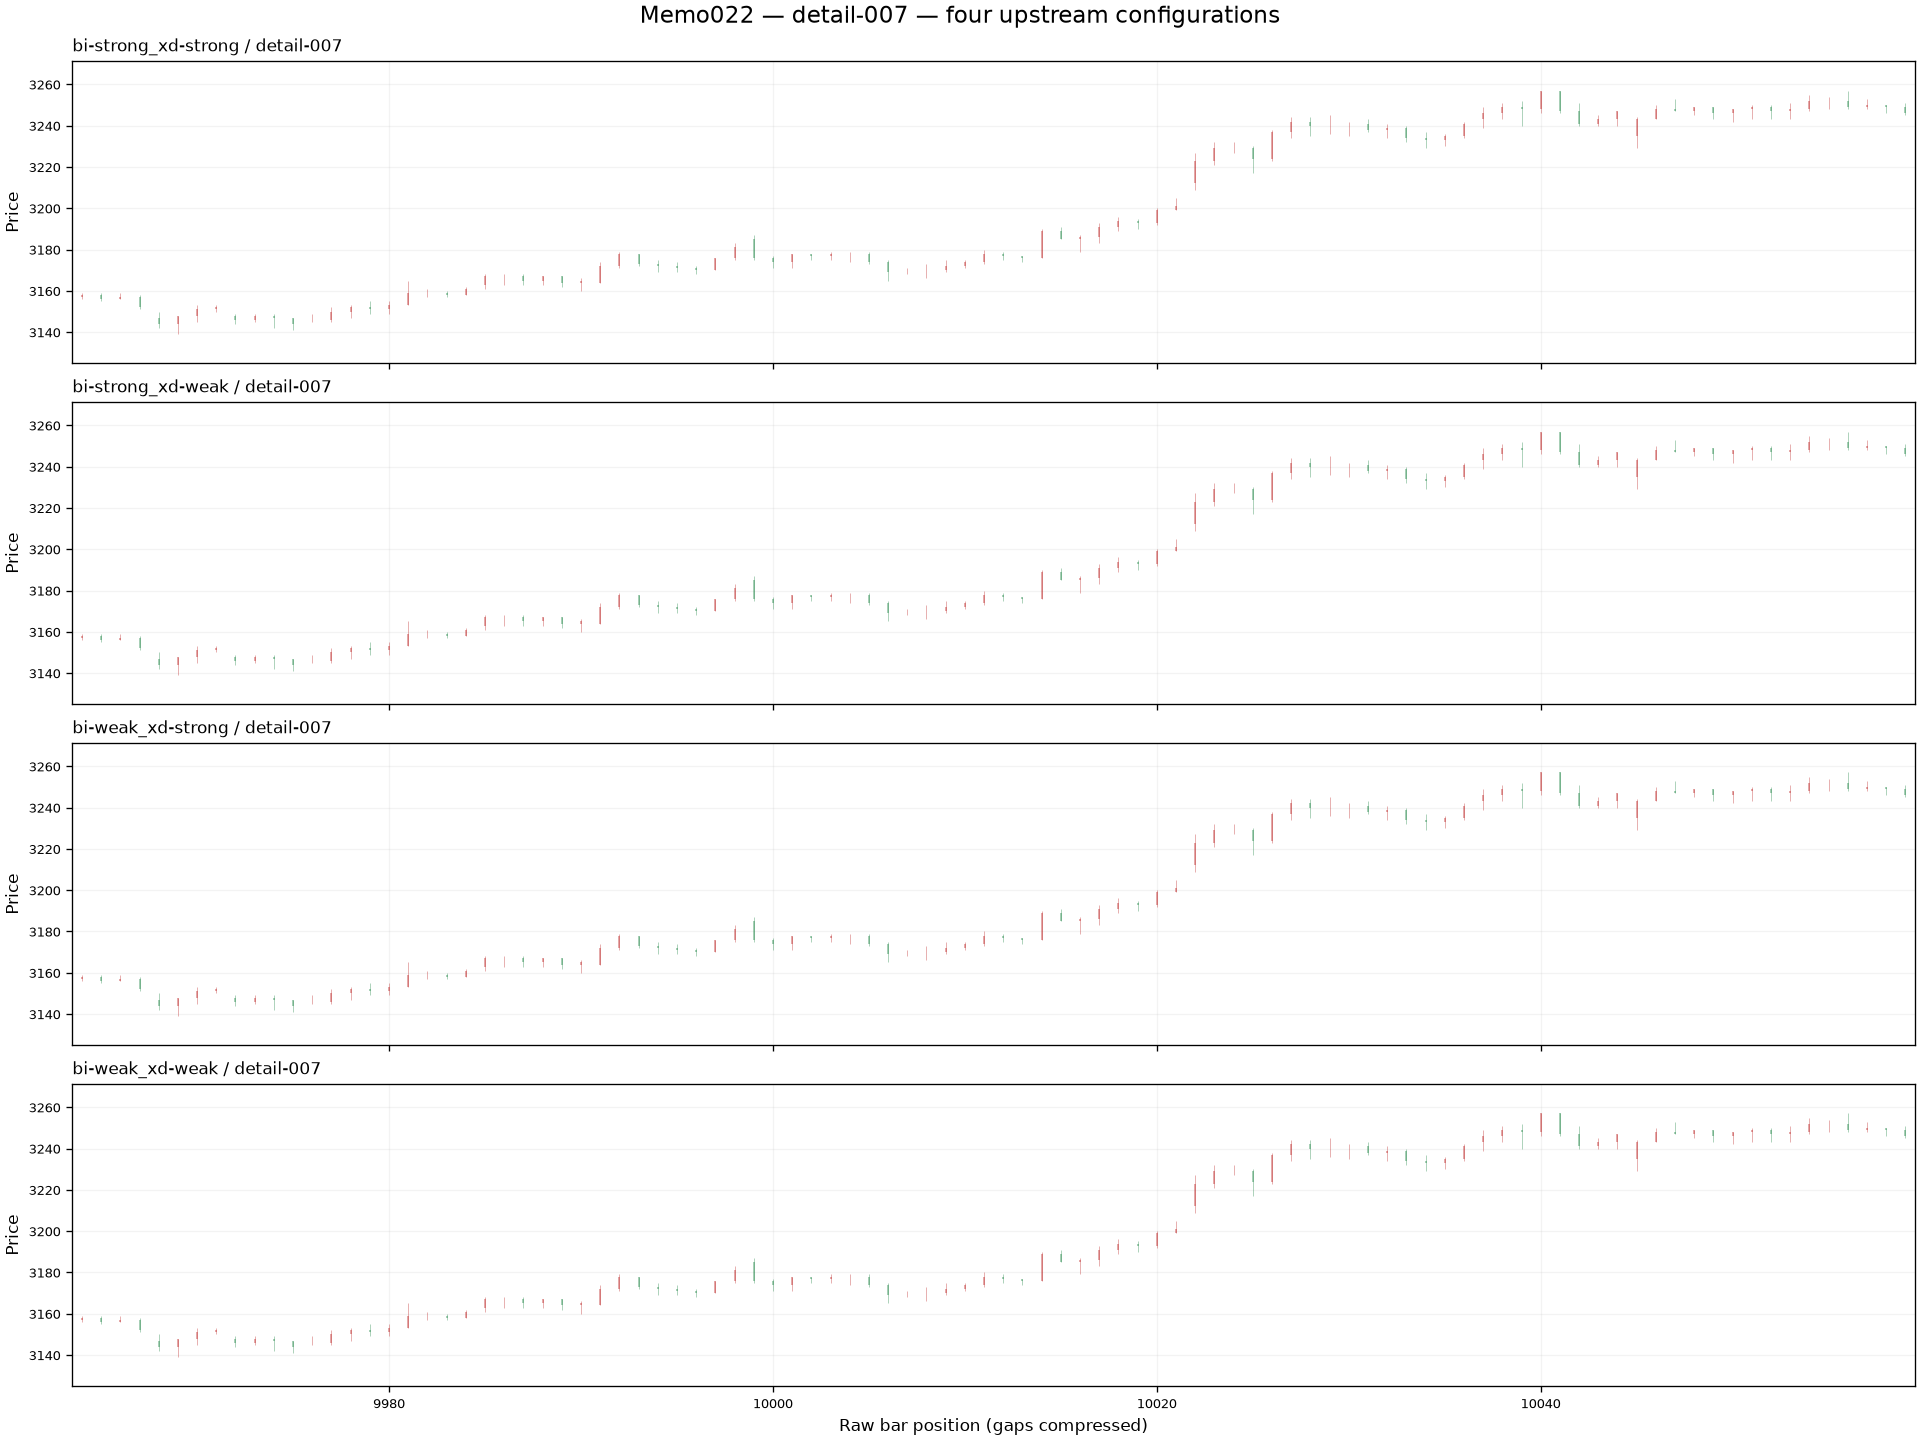 Memo022 — detail-007 — four upstream configurations
bi-strong_xd-strong / detail-007
3260
3240
3220
3200
3180
3160
3140
Price
bi-strong_xd-weak / detail-007
3260
3240
3220
3200
3180
3160
3140
Price
bi-weak_xd-strong / detail-007
3260
3240
3220
3200
3180
3160
3140
Price
bi-weak_xd-weak / detail-007
3260
3240
3220
3200
3180
3160
3140
Price
9980 10000 10020 10040
Raw bar position (gaps compressed)